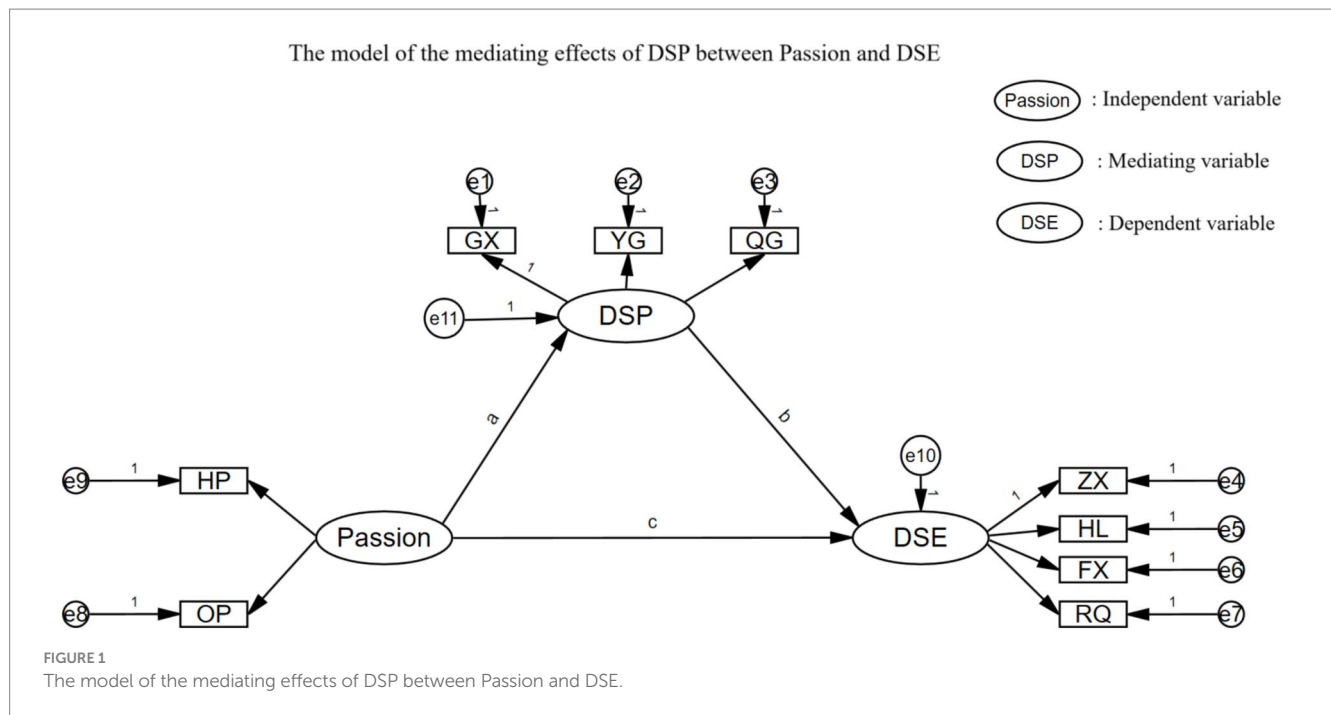 The model of the mediating effects of DSP between Passion and DSE
Passion : Independent variable
DSP : Mediating variable
DSE : Dependent variable
e1 e2 e3
1 1 1
GX YG QG
1
e11 1 DSP
a b
e10
1
e9 1 HP
Passion c DSE
e8 1 OP
1 ZX 1 e4
HL 1 e5
FX 1 e6
RQ 1 e7
FIGURE 1
The model of the mediating effects of DSP between Passion and DSE.